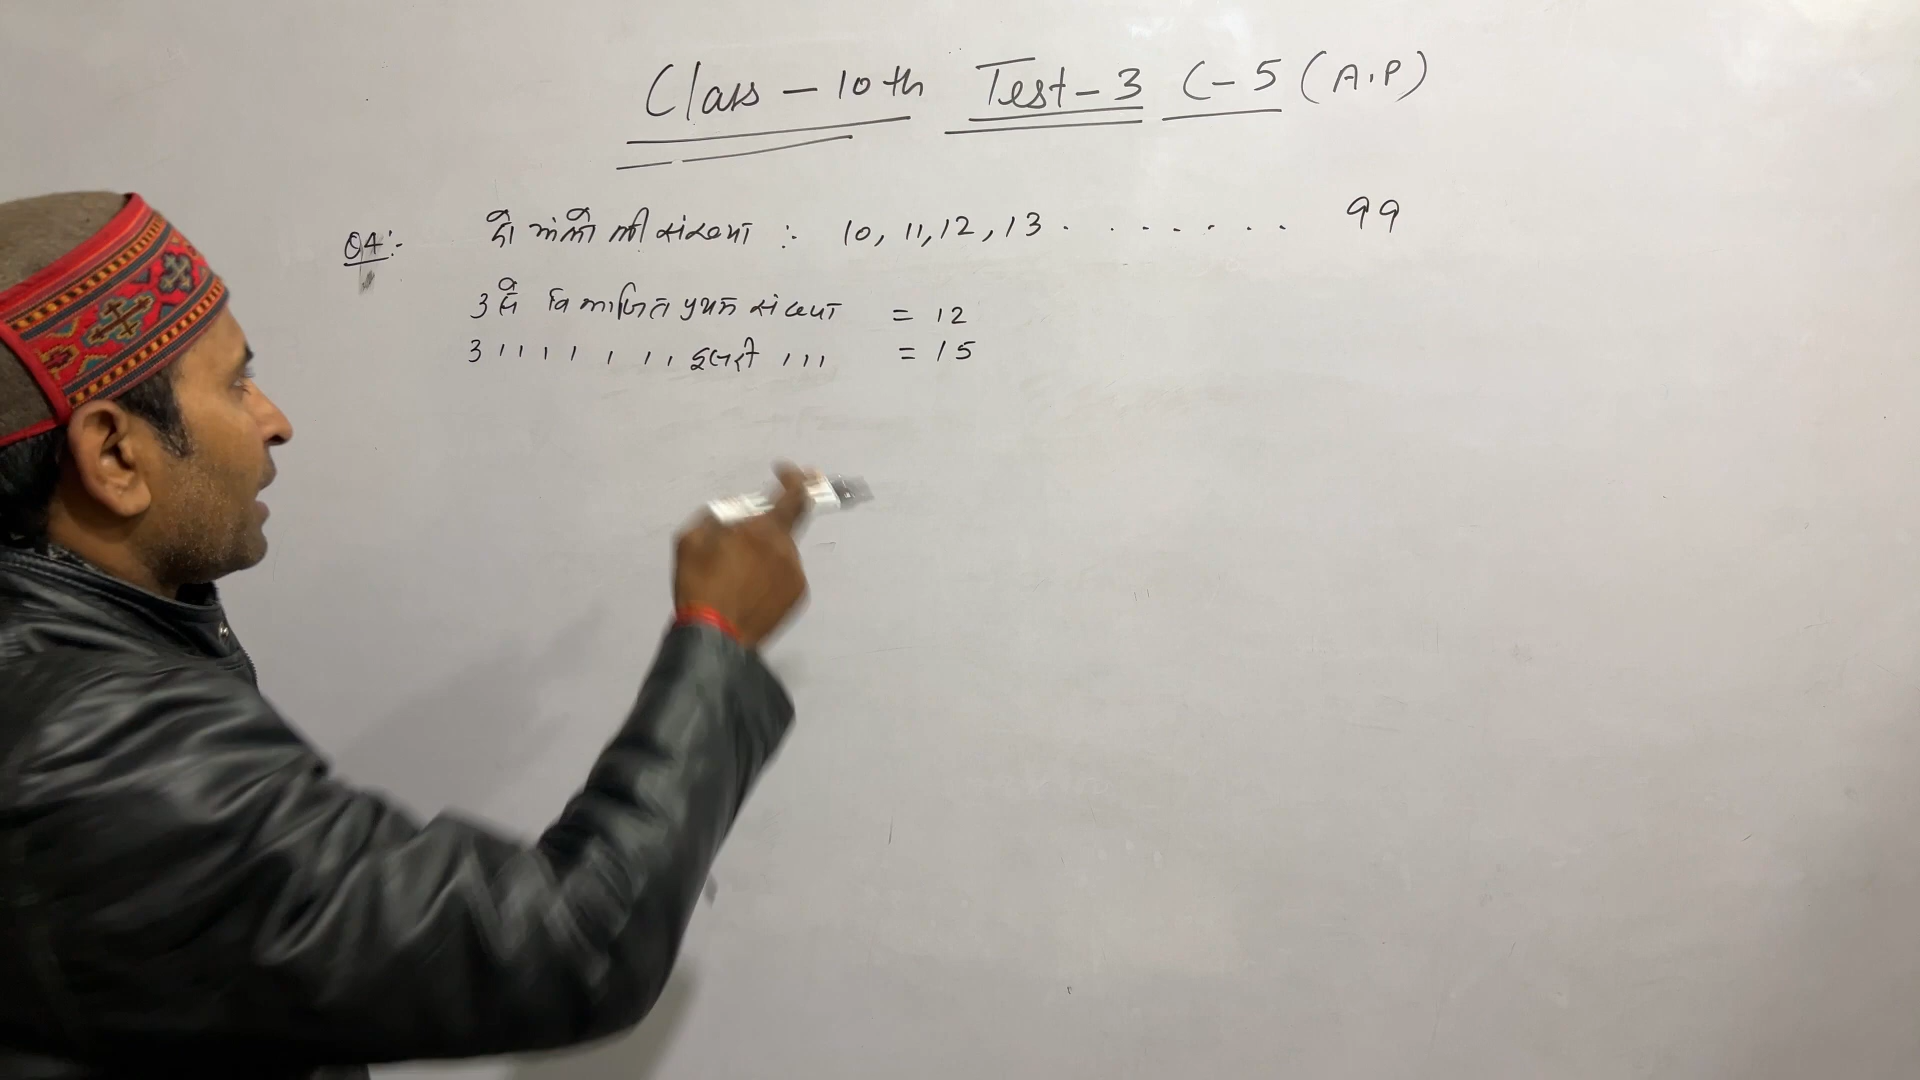 Class - 10th Test - 3 C-5 (A.P)
Q4:- दो अंको की संख्या :- 10, 11, 12, 13 . . . . . . . 99
3 से विभाजित प्रथम संख्या = 12
3 ,, ,, ,, ,, दूसरी ,,, = 15